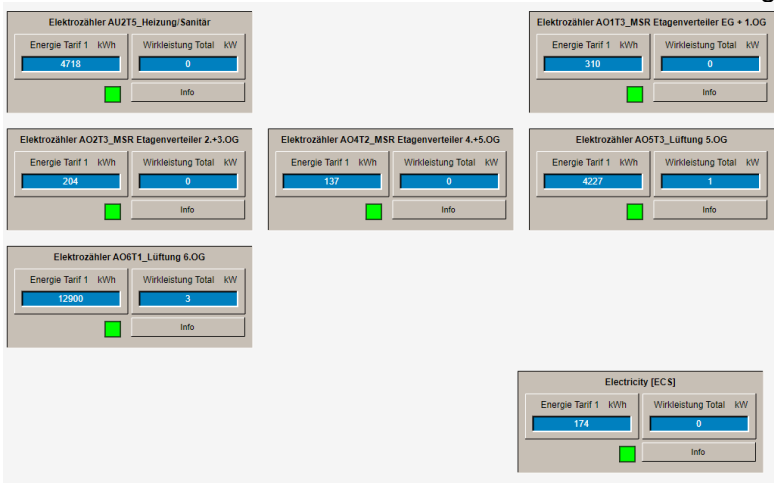 Elektrozähler AU2T5_Heizung/Sanitär
Energie Tarif 1 kWh Wirkleistung Total kW
4718 0
Info
Elektrozähler AO1T3_MSR Etagenverteiler EG + 1.OG
Energie Tarif 1 kWh Wirkleistung Total kW
310 0
Info
Elektrozähler AO2T3_MSR Etagenverteiler 2.+3.OG
Energie Tarif 1 kWh Wirkleistung Total kW
204 0
Info
Elektrozähler AO4T2_MSR Etagenverteiler 4.+5.OG
Energie Tarif 1 kWh Wirkleistung Total kW
137 0
Info
Elektrozähler AO5T3_Lüftung 5.OG
Energie Tarif 1 kWh Wirkleistung Total kW
4227 1
Info
Elektrozähler AO6T1_Lüftung 6.OG
Energie Tarif 1 kWh Wirkleistung Total kW
12900 3
Info
Electricity [ECS]
Energie Tarif 1 kWh Wirkleistung Total kW
174 0
Info